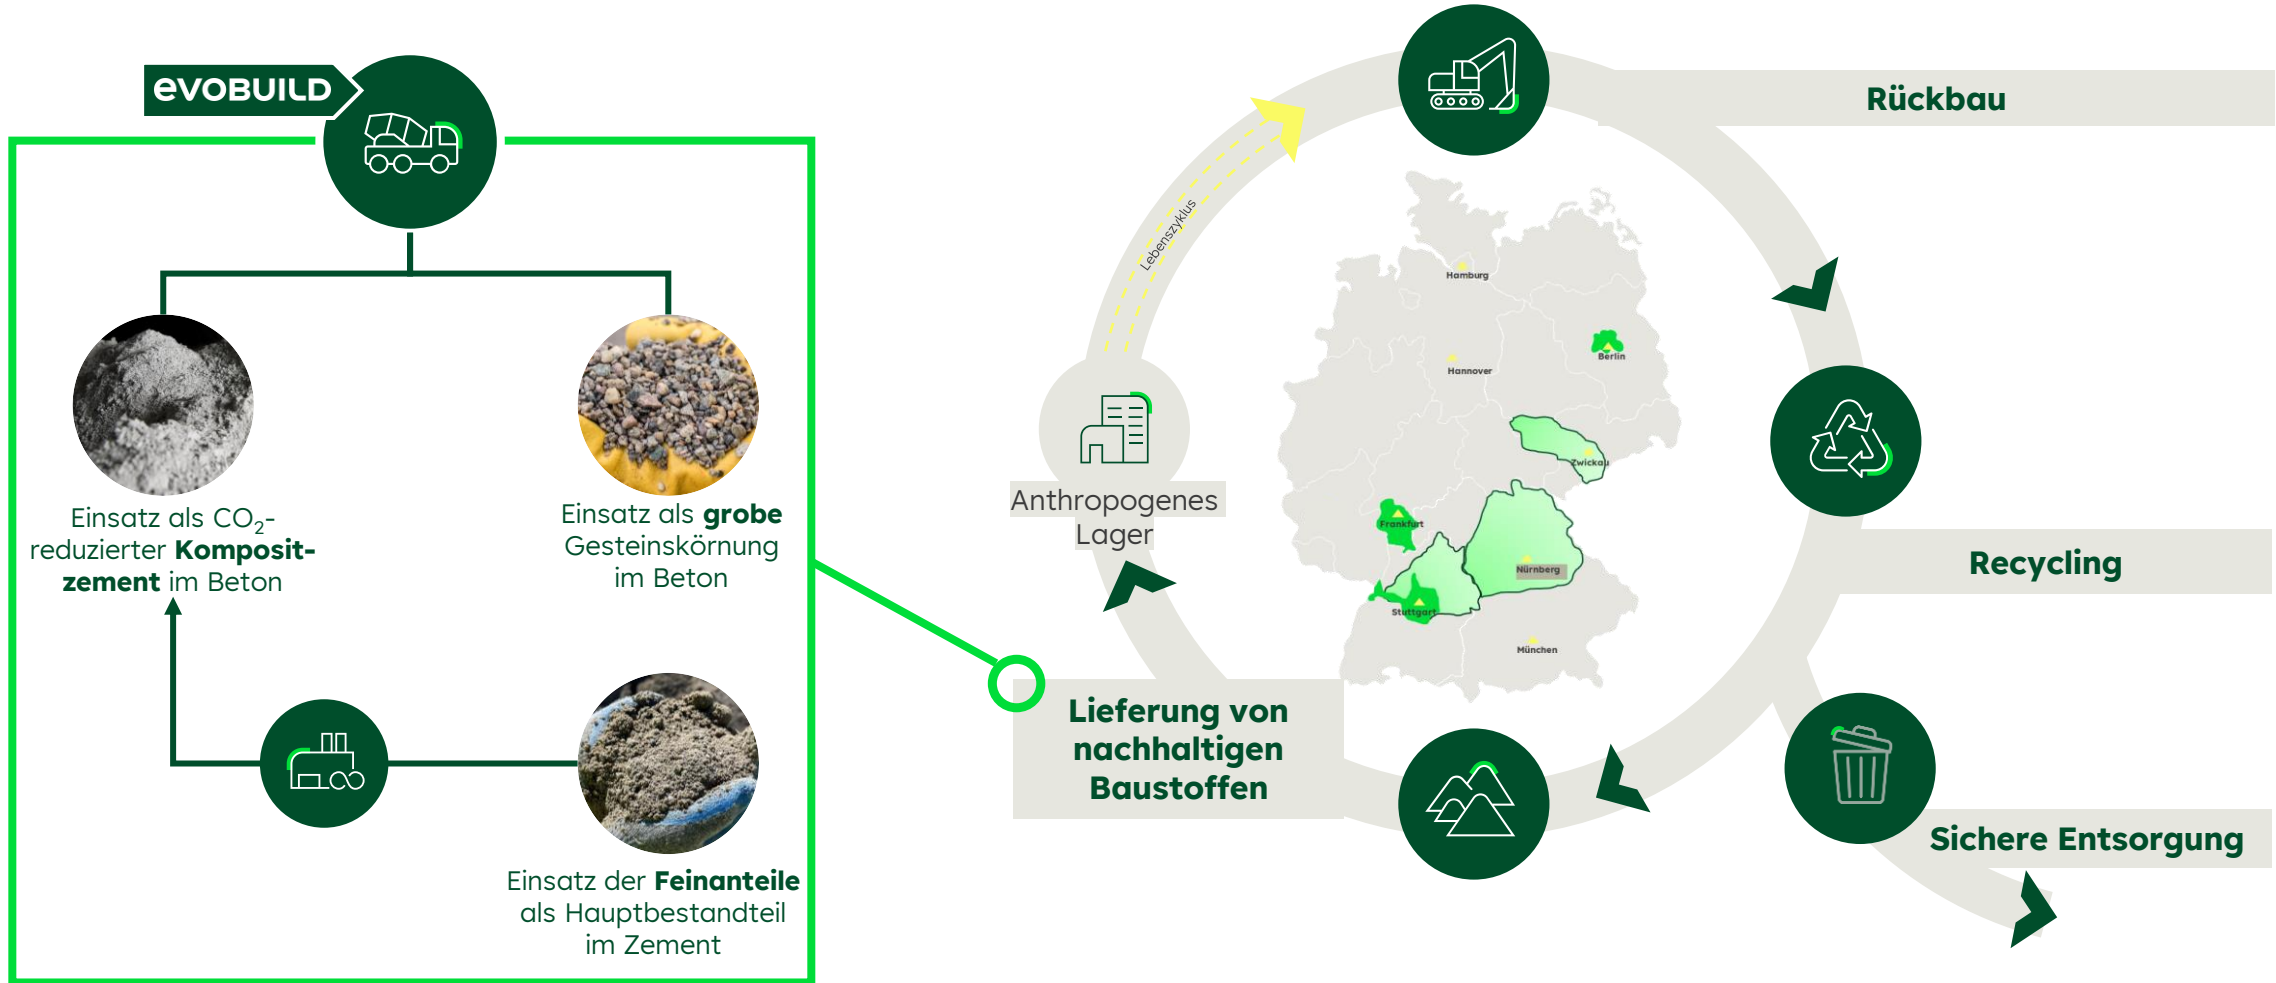 evoBUILD
Einsatz als CO₂-
reduzierter Komposit-
zement im Beton
Einsatz als grobe
Gesteinskörnung
im Beton
Einsatz der Feinanteile
als Hauptbestandteil
im Zement
Lebenszyklus
Rückbau
Hamburg
Berlin
Hannover
Zwickau
Frankfurt
Nürnberg
Stuttgart
München
Anthropogenes
Lager
Recycling
Lieferung von
nachhaltigen
Baustoffen
Sichere Entsorgung